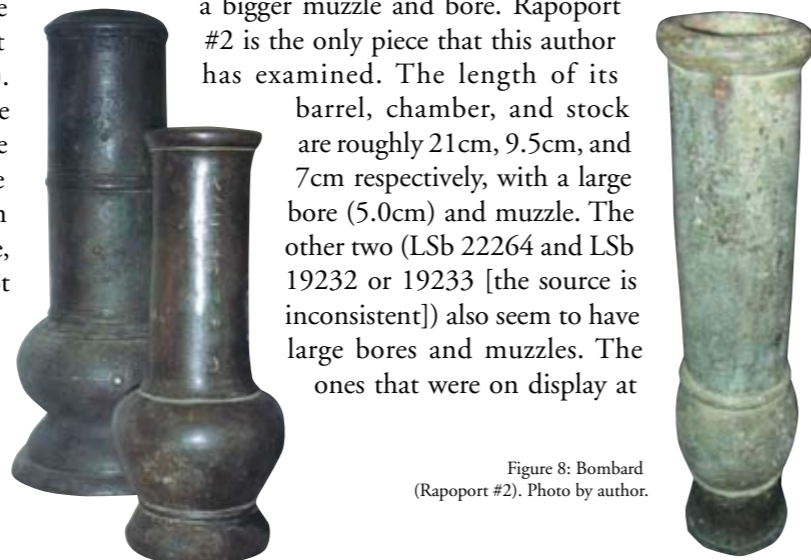 a bigger muzzle and bore. Rapoport
#2 is the only piece that this author
has examined. The length of its
barrel, chamber, and stock
are roughly 21cm, 9.5cm, and
7cm respectively, with a large
bore (5.0cm) and muzzle. The
other two (LSb 22264 and LSb
19232 or 19233 [the source is
inconsistent]) also seem to have
large bores and muzzles. The
ones that were on display at
Figure 8: Bombard
(Rapoport #2). Photo by author.